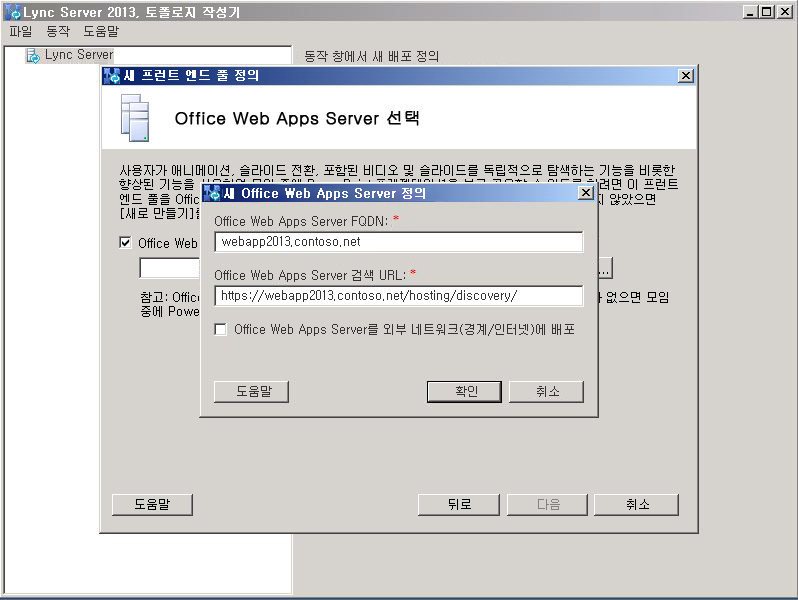 Lync Server 2013, 토폴로지 작성기
파일 동작 도움말
Lync Server
동작 창에서 새 배포 정의
새 프런트 엔드 풀 정의
Office Web Apps Server 선택
사용자가 애니메이션, 슬라이드 전환, 포함된 비디오 및 슬라이드를 독립적으로 탐색하는 기능을 비롯한
향상된 기능을
려면 이 프런트
엔드 풀을 Offic
지 않았으면
[새로 만들기]를
Office Web
...
참고: Office
없으면 모임
중에 Powe
새 Office Web Apps Server 정의
Office Web Apps Server FQDN: *
webapp2013.contoso.net
Office Web Apps Server 검색 URL: *
https://webapp2013.contoso.net/hosting/discovery/
Office Web Apps Server를 외부 네트워크(경계/인터넷)에 배포
도움말 확인 취소
도움말 뒤로 다음 취소